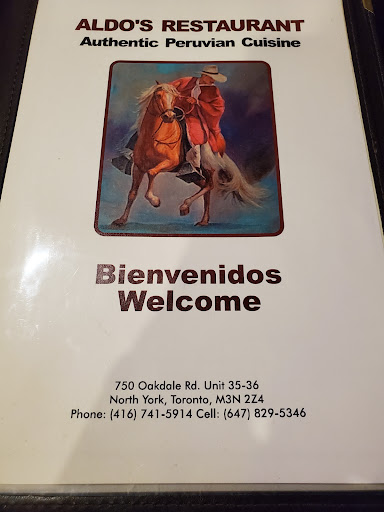 ALDO'S RESTAURANT
Authentic Peruvian Cuisine
Bienvenidos
Welcome
750 Oakdale Rd. Unit 35-36
North York, Toronto, M3N 2Z4
Phone: (416) 741-5914 Cell: (647) 829-5346